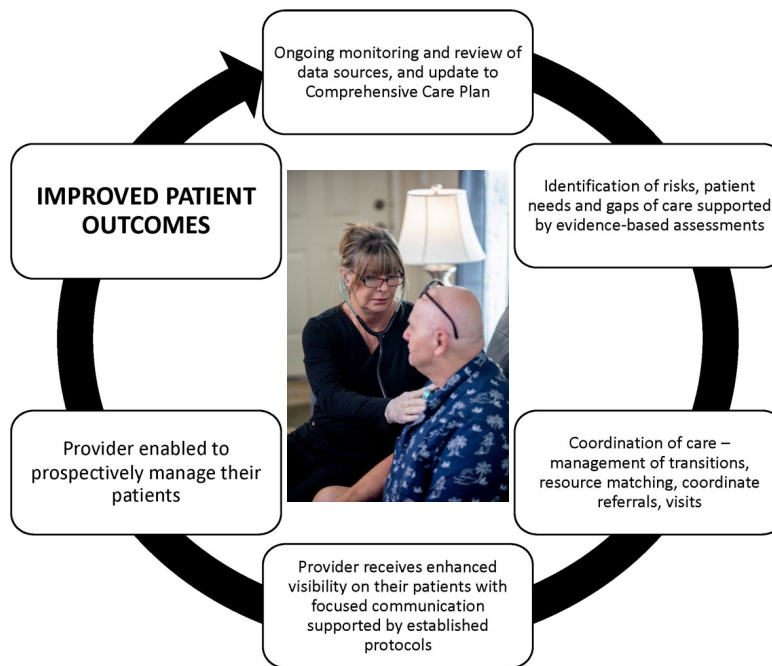 Ongoing monitoring and review of
data sources, and update to
Comprehensive Care Plan
Identification of risks, patient
needs and gaps of care supported
by evidence-based assessments
Coordination of care –
management of transitions,
resource matching, coordinate
referrals, visits
Provider receives enhanced
visibility on their patients with
focused communication
supported by established
protocols
Provider enabled to
prospectively manage their
patients
IMPROVED PATIENT
OUTCOMES